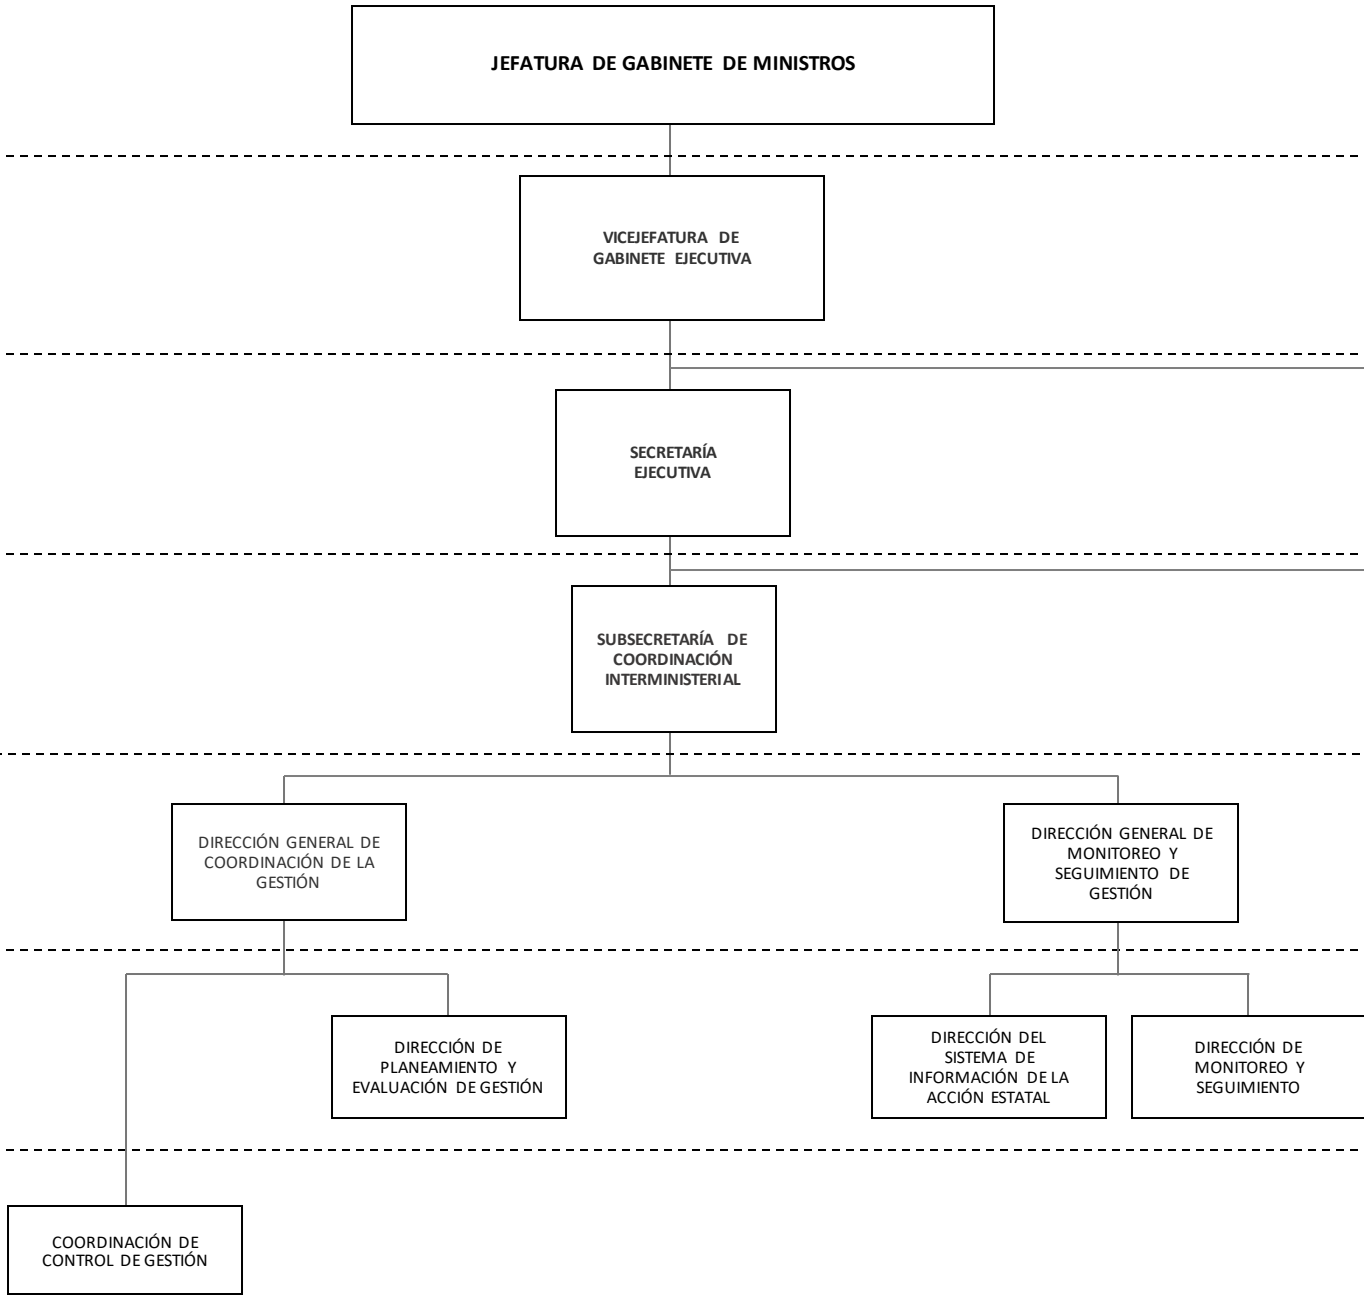 JEFATURA DE GABINETE DE MINISTROS
VICEJEFATURA DE
GABINETE EJECUTIVA
SECRETARÍA
EJECUTIVA
SUBSECRETARÍA DE
COORDINACIÓN
INTERMINISTERIAL
DIRECCIÓN GENERAL DE
COORDINACIÓN DE LA
GESTIÓN
DIRECCIÓN GENERAL DE
MONITOREO Y
SEGUIMIENTO DE
GESTIÓN
DIRECCIÓN DE
PLANEAMIENTO Y
EVALUACIÓN DE GESTIÓN
DIRECCIÓN DEL
SISTEMA DE
INFORMACIÓN DE LA
ACCIÓN ESTATAL
DIRECCIÓN DE
MONITOREO Y
SEGUIMIENTO
COORDINACIÓN DE
CONTROL DE GESTIÓN